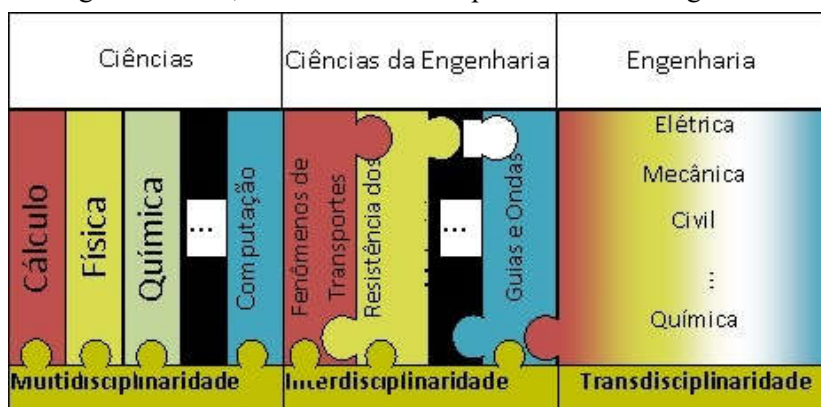 Ciências
Ciências da Engenharia
Engenharia
Cálculo
Física
Química
...
Computação
Fenômenos de
Transportes
Resistência dos
...
Guias e Ondas
Elétrica
Mecânica
Civil
...
Química
Multidisciplinaridade
Interdisciplinaridade
Transdisciplinaridade